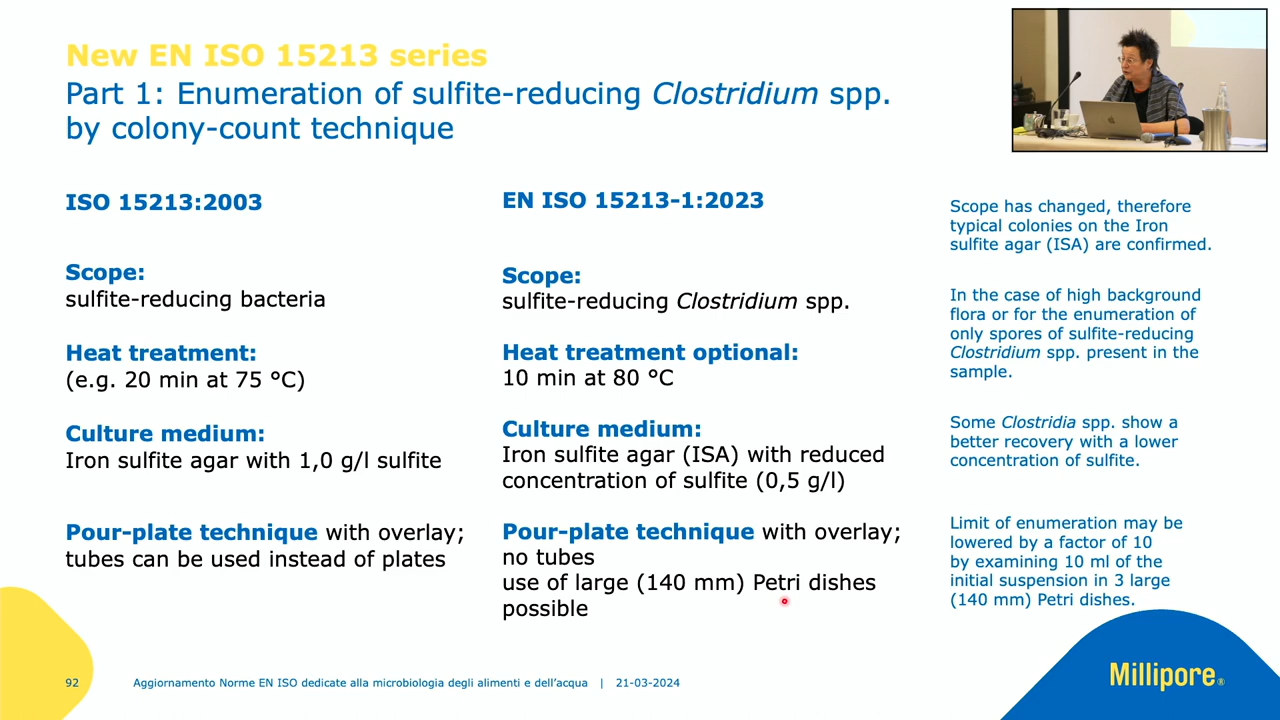 New EN ISO 15213 series
Part 1: Enumeration of sulfite-reducing Clostridium spp.
by colony-count technique
ISO 15213:2003
Scope:
sulfite-reducing bacteria
Heat treatment:
(e.g. 20 min at 75 °C)
Culture medium:
Iron sulfite agar with 1,0 g/l sulfite
Pour-plate technique with overlay;
tubes can be used instead of plates
EN ISO 15213-1:2023
Scope:
sulfite-reducing Clostridium spp.
Heat treatment optional:
10 min at 80 °C
Culture medium:
Iron sulfite agar (ISA) with reduced
concentration of sulfite (0,5 g/l)
Pour-plate technique with overlay;
no tubes
use of large (140 mm) Petri dishes
possible
Scope has changed, therefore
typical colonies on the Iron
sulfite agar (ISA) are confirmed.
In the case of high background
flora or for the enumeration of
only spores of sulfite-reducing
Clostridium spp. present in the
sample.
Some Clostridia spp. show a
better recovery with a lower
concentration of sulfite.
Limit of enumeration may be
lowered by a factor of 10
by examining 10 ml of the
initial suspension in 3 large
(140 mm) Petri dishes.
92 Aggiornamento Norme EN ISO dedicate alla microbiologia degli alimenti e dell'acqua | 21-03-2024
Millipore®